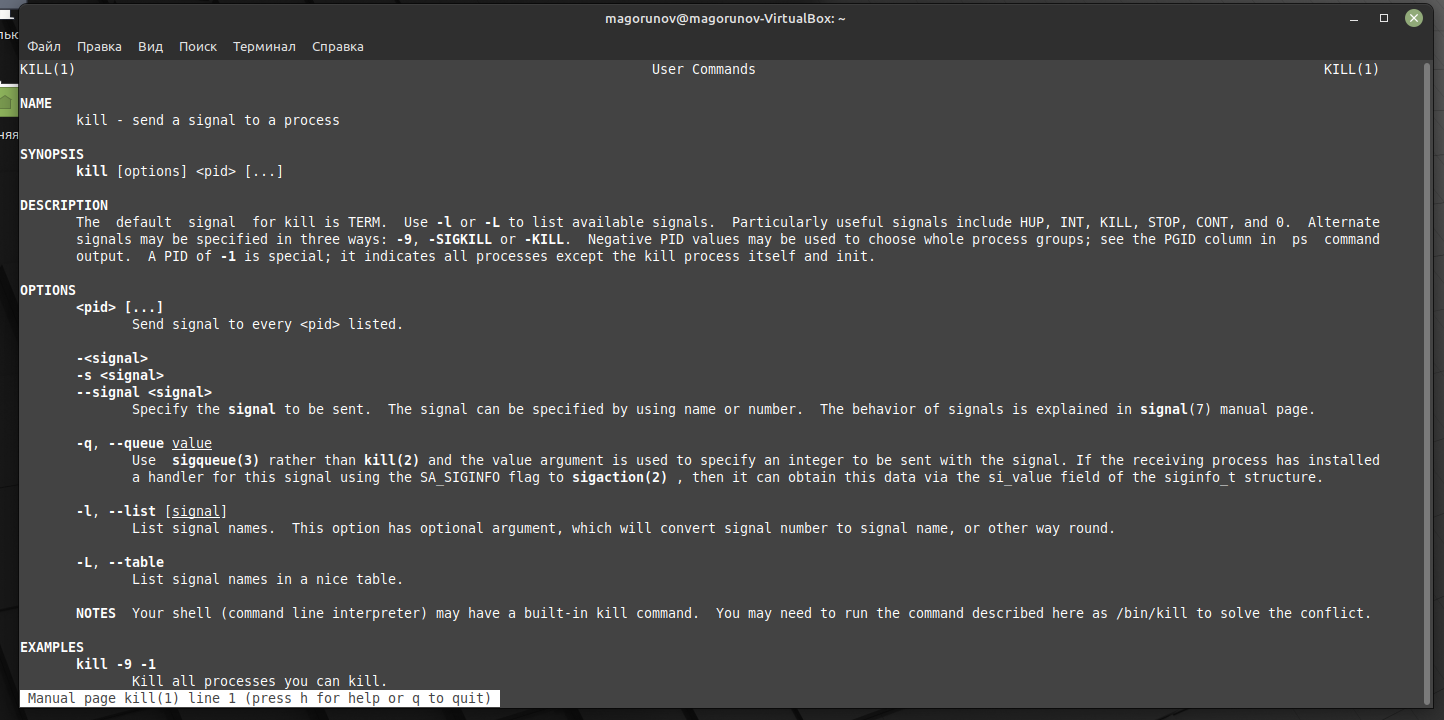 magorunov@magorunov-VirtualBox: ~
Файл Правка Вид Поиск Терминал Справка
KILL(1) User Commands KILL(1)
NAME
kill - send a signal to a process
SYNOPSIS
kill [options] <pid> [...]
DESCRIPTION
The default signal for kill is TERM. Use -l or -L to list available signals. Particularly useful signals include HUP, INT, KILL, STOP, CONT, and 0. Alternate
signals may be specified in three ways: -9, -SIGKILL or -KILL. Negative PID values may be used to choose whole process groups; see the PGID column in ps command
output. A PID of -1 is special; it indicates all processes except the kill process itself and init.
OPTIONS
<pid> [...]
Send signal to every <pid> listed.
-<signal>
-s <signal>
--signal <signal>
Specify the signal to be sent. The signal can be specified by using name or number. The behavior of signals is explained in signal(7) manual page.
-q, --queue value
Use sigqueue(3) rather than kill(2) and the value argument is used to specify an integer to be sent with the signal. If the receiving process has installed
a handler for this signal using the SA_SIGINFO flag to sigaction(2) , then it can obtain this data via the si_value field of the siginfo_t structure.
-l, --list [signal]
List signal names. This option has optional argument, which will convert signal number to signal name, or other way round.
-L, --table
List signal names in a nice table.
NOTES Your shell (command line interpreter) may have a built-in kill command. You may need to run the command described here as /bin/kill to solve the conflict.
EXAMPLES
kill -9 -1
Kill all processes you can kill.
Manual page kill(1) line 1 (press h for help or q to quit)